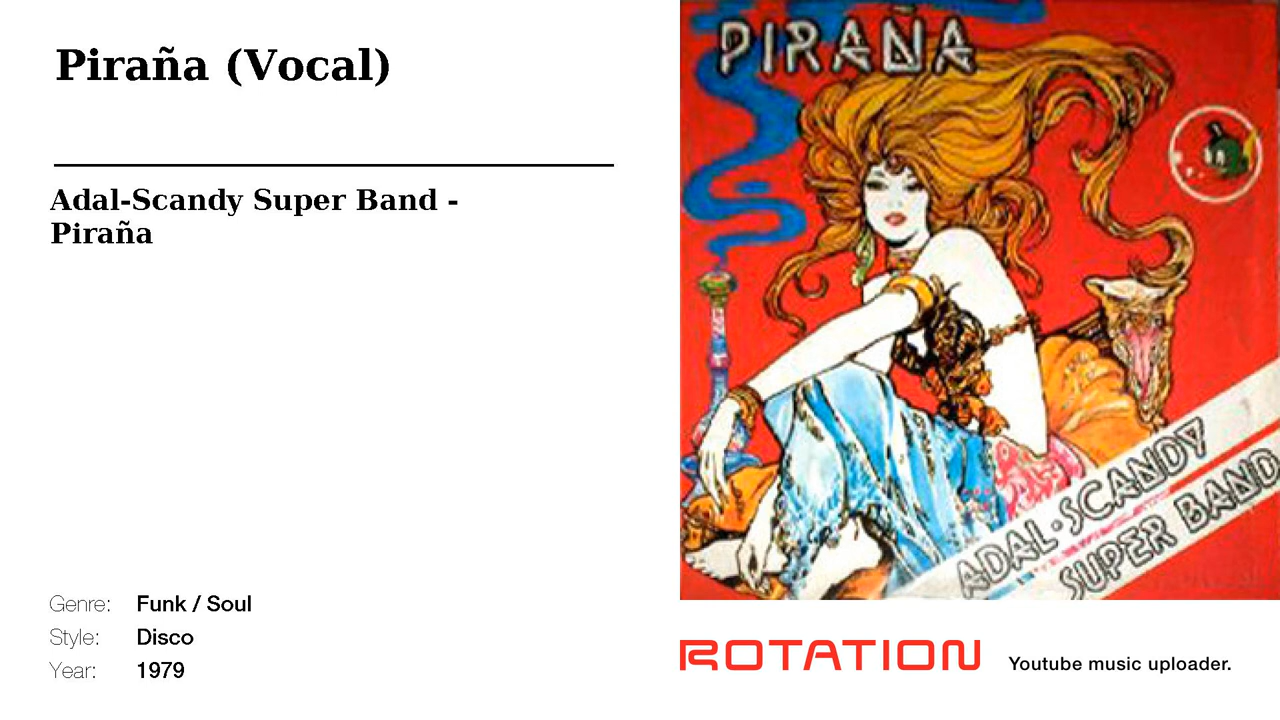 Piraña (Vocal)
Adal-Scandy Super Band -
Piraña
Genre: Funk / Soul
Style: Disco
Year: 1979
PIRAÑA
ADAL·SCANDY
SUPER BAND
ROTATION Youtube music uploader.